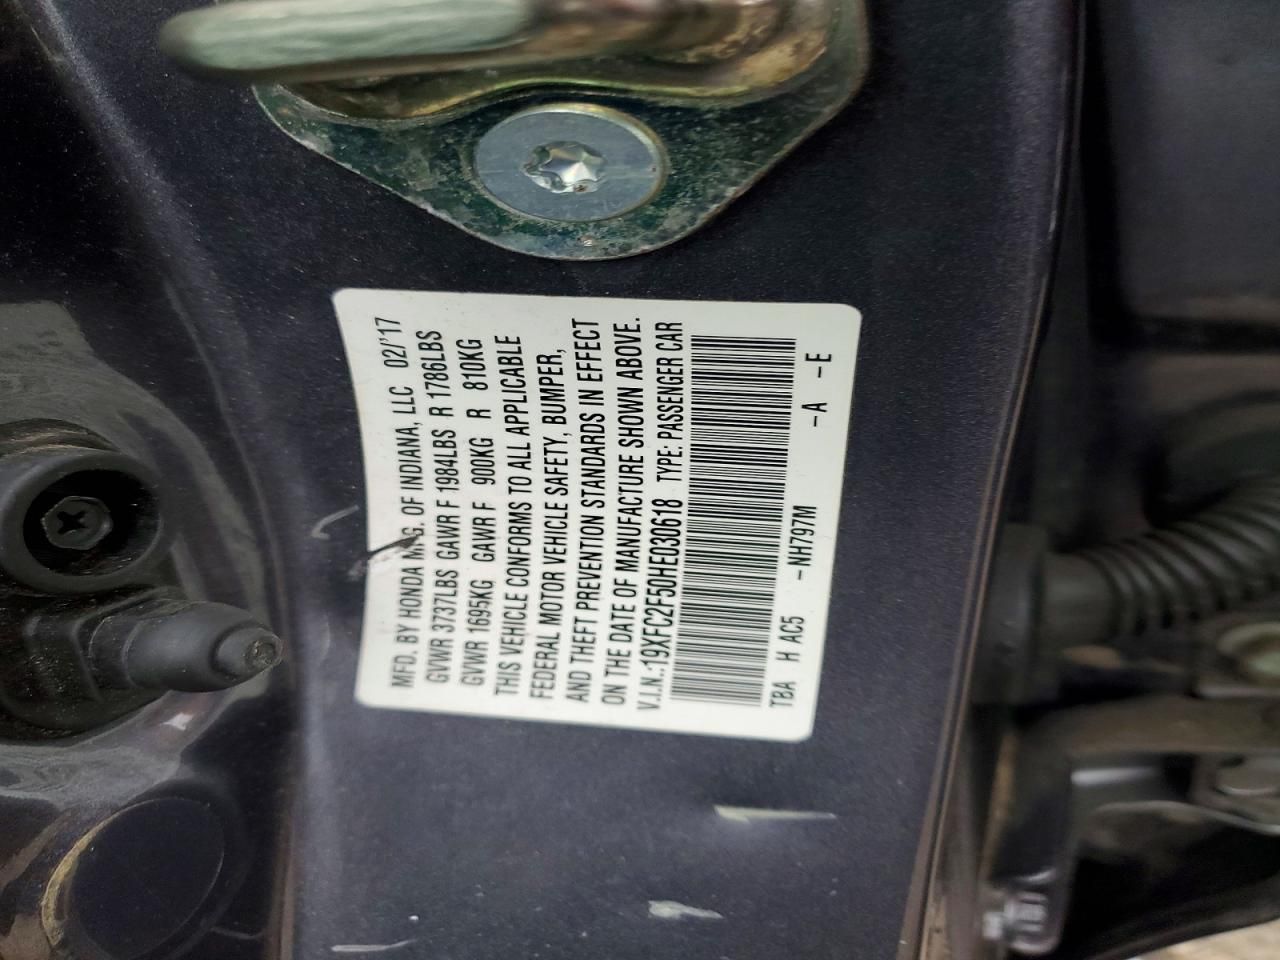 MFD. BY HONDA MFG. OF INDIANA, LLC 02/'17
GVWR 3737LBS GAWR F 1984LBS R 1786LBS
GVWR 1695KG GAWR F 900KG R 810KG
THIS VEHICLE CONFORMS TO ALL APPLICABLE
FEDERAL MOTOR VEHICLE SAFETY, BUMPER,
AND THEFT PREVENTION STANDARDS IN EFFECT
ON THE DATE OF MANUFACTURE SHOWN ABOVE.
V.I.N.:19XFC2F50HE030618 TYPE: PASSENGER CAR
TBA H AC5 -NH797M -A -E